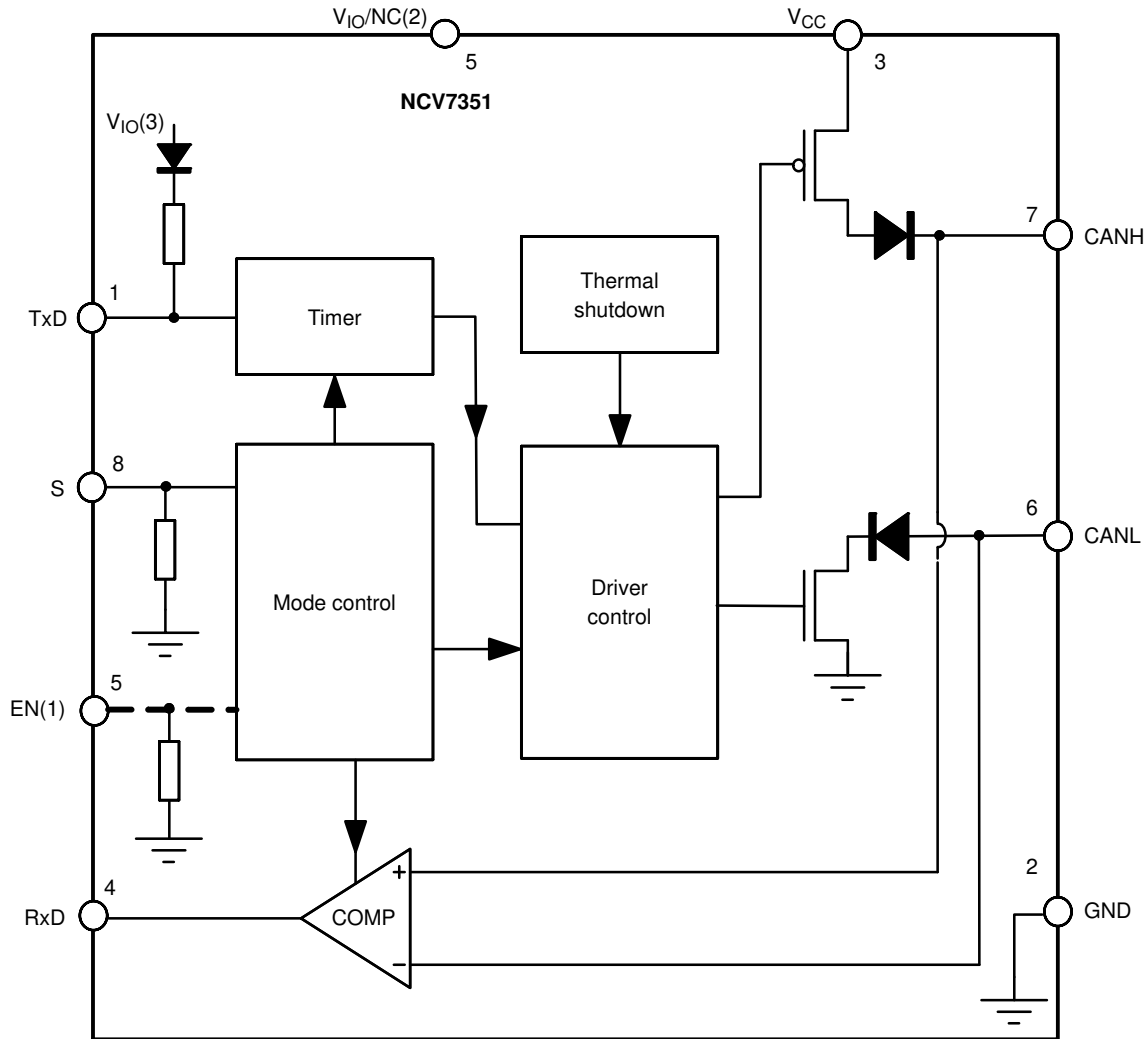 V_IO/NC(2)
V_CC
5
3
NCV7351
V_IO(3)
7
CANH
Thermal
shutdown
1
TxD
Timer
8
S
6
CANL
Mode control
Driver
control
5
EN(1)
4
RxD
+
COMP
−
2
GND